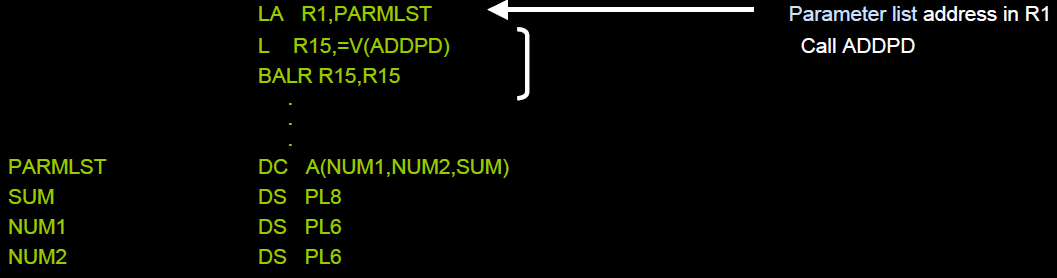 LA R1,PARMLST Parameter list address in R1
L R15,=V(ADDPD) Call ADDPD
BALR R15,R15
.
.
.
PARMLST DC A(NUM1,NUM2,SUM)
SUM DS PL8
NUM1 DS PL6
NUM2 DS PL6